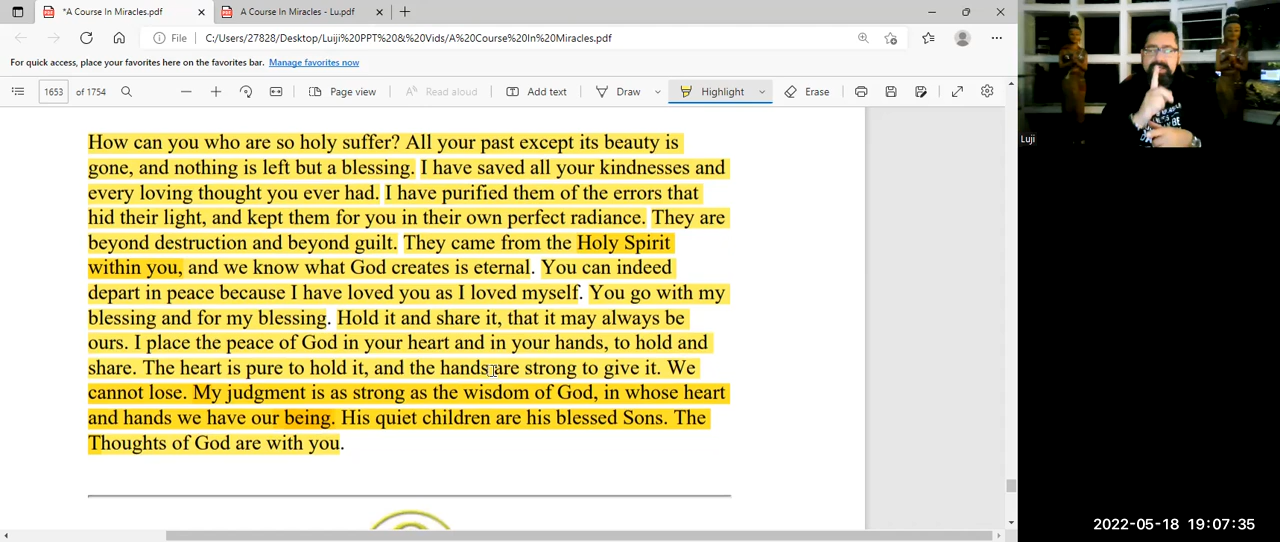 *A Course In Miracles.pdf
A Course In Miracles - Lu.pdf
File
C:/Users/27828/Desktop/Luiji%20PPT%20&%20Vids/A%20Course%20In%20Miracles.pdf
For quick access, place your favorites here on the favorites bar. Manage favorites now
1653 of 1754
Page view
Read aloud
Add text
Draw
Highlight
Erase
How can you who are so holy suffer? All your past except its beauty is
gone, and nothing is left but a blessing. I have saved all your kindnesses and
every loving thought you ever had. I have purified them of the errors that
hid their light, and kept them for you in their own perfect radiance. They are
beyond destruction and beyond guilt. They came from the Holy Spirit
within you, and we know what God creates is eternal. You can indeed
depart in peace because I have loved you as I loved myself. You go with my
blessing and for my blessing. Hold it and share it, that it may always be
ours. I place the peace of God in your heart and in your hands, to hold and
share. The heart is pure to hold it, and the hands are strong to give it. We
cannot lose. My judgment is as strong as the wisdom of God, in whose heart
and hands we have our being. His quiet children are his blessed Sons. The
Thoughts of God are with you.
Luji
2022-05-18 19:07:35